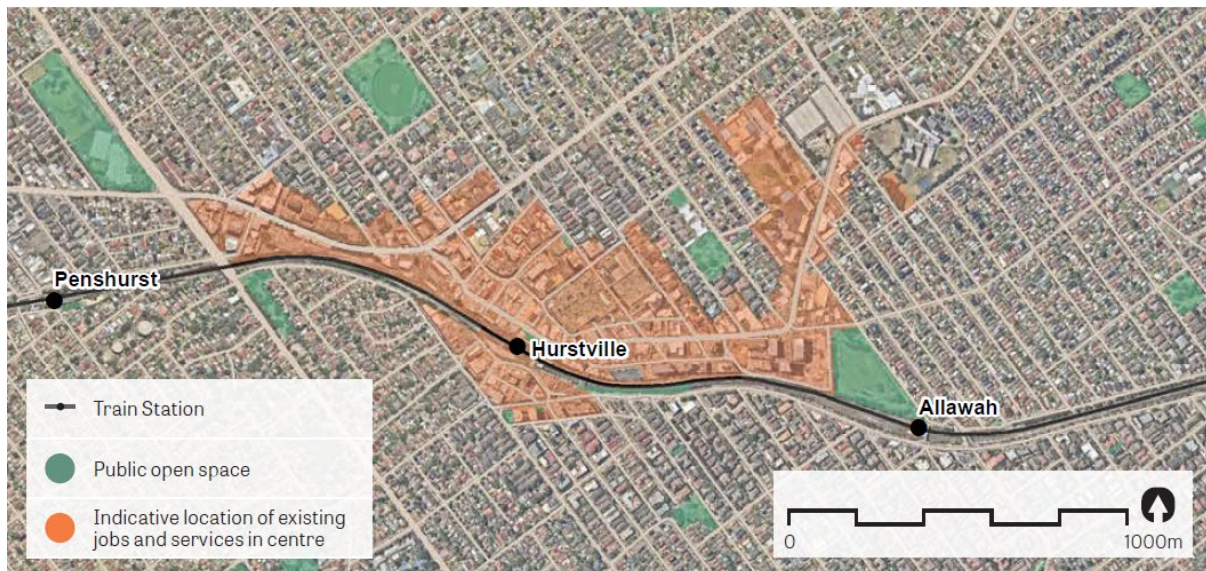 Penshurst
Hurstville
Allawah
Train Station
Public open space
Indicative location of existing
jobs and services in centre
0
1000m